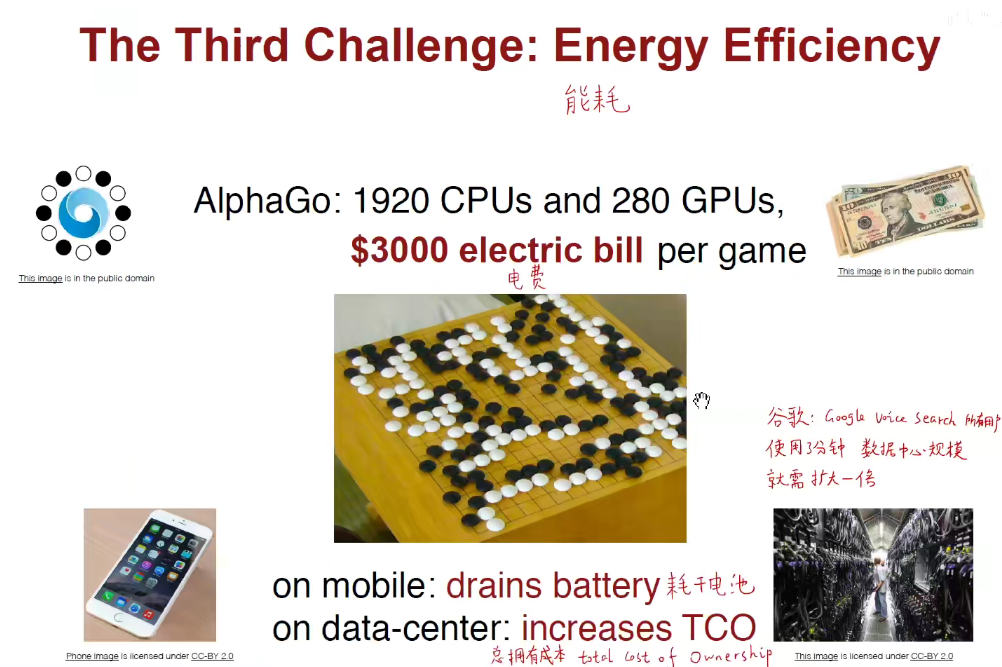 The Third Challenge: Energy Efficiency
能耗
AlphaGo: 1920 CPUs and 280 GPUs,
$3000 electric bill per game
电费
This image is in the public domain
This image is in the public domain
谷歌: Google voice search 所有用户
使用3分钟 数据中心规模
就需扩大一倍
on mobile: drains battery 耗干电池
on data-center: increases TCO
总拥有成本 total cost of Ownership
Phone image is licensed under CC-BY 2.0
This image is licensed under CC-BY 2.0